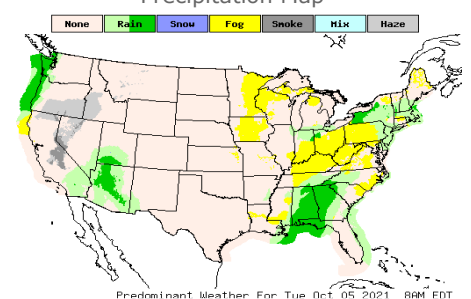 Precipitation Map
None Rain Snow Fog Smoke Mix Haze
Predominant Weather For Tue Oct 05 2021 8AM EDT